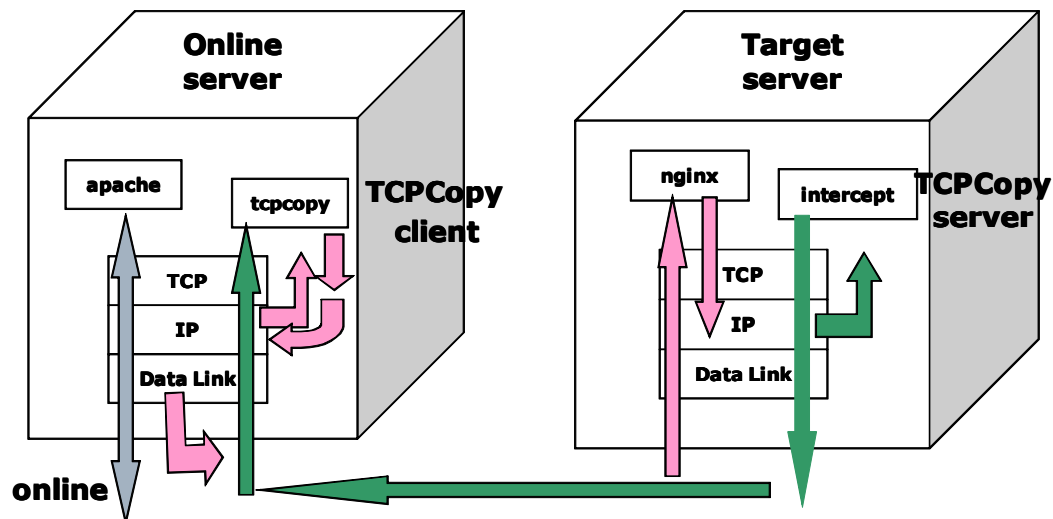 Online
server
Target
server
apache
tcpcopy
TCPCopy
client
TCP
IP
Data Link
online
nginx
intercept
TCPCopy
server
TCP
IP
Data Link